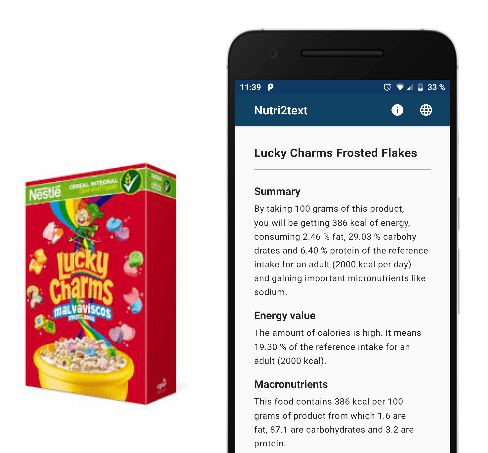 Nestlé
CEREAL INTEGRAL
Lucky
Charms
malvaviscos
11:39 P
33 %
Nutri2text
Lucky Charms Frosted Flakes
Summary
By taking 100 grams of this product,
you will be getting 386 kcal of energy,
consuming 2.46 % fat, 29.03 % carbohy
drates and 6.40 % protein of the reference
intake for an adult (2000 kcal per day)
and gaining important micronutrients like
sodium.
Energy value
The amount of calories is high. It means
19.30 % of the reference intake for an
adult (2000 kcal).
Macronutrients
This food contains 386 kcal per 100
grams of product from which 1.6 are
fat, 87.1 are carbohydrates and 3.2 are
protein.